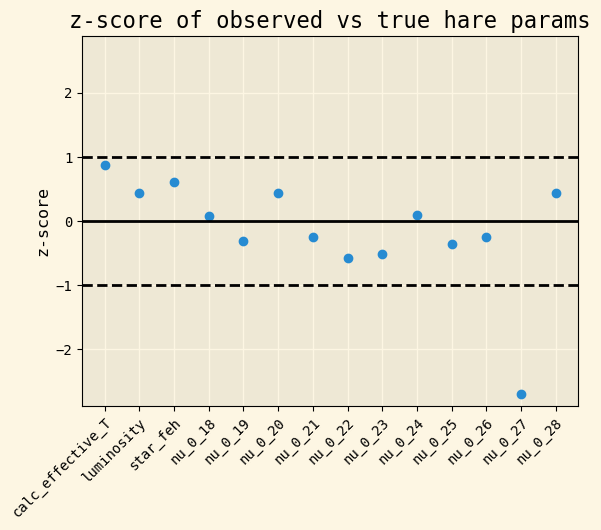 z-score of observed vs true hare params
z-score
2
1
0
−1
−2
calc_effective_T
luminosity
star_feh
nu_0_18
nu_0_19
nu_0_20
nu_0_21
nu_0_22
nu_0_23
nu_0_24
nu_0_25
nu_0_26
nu_0_27
nu_0_28